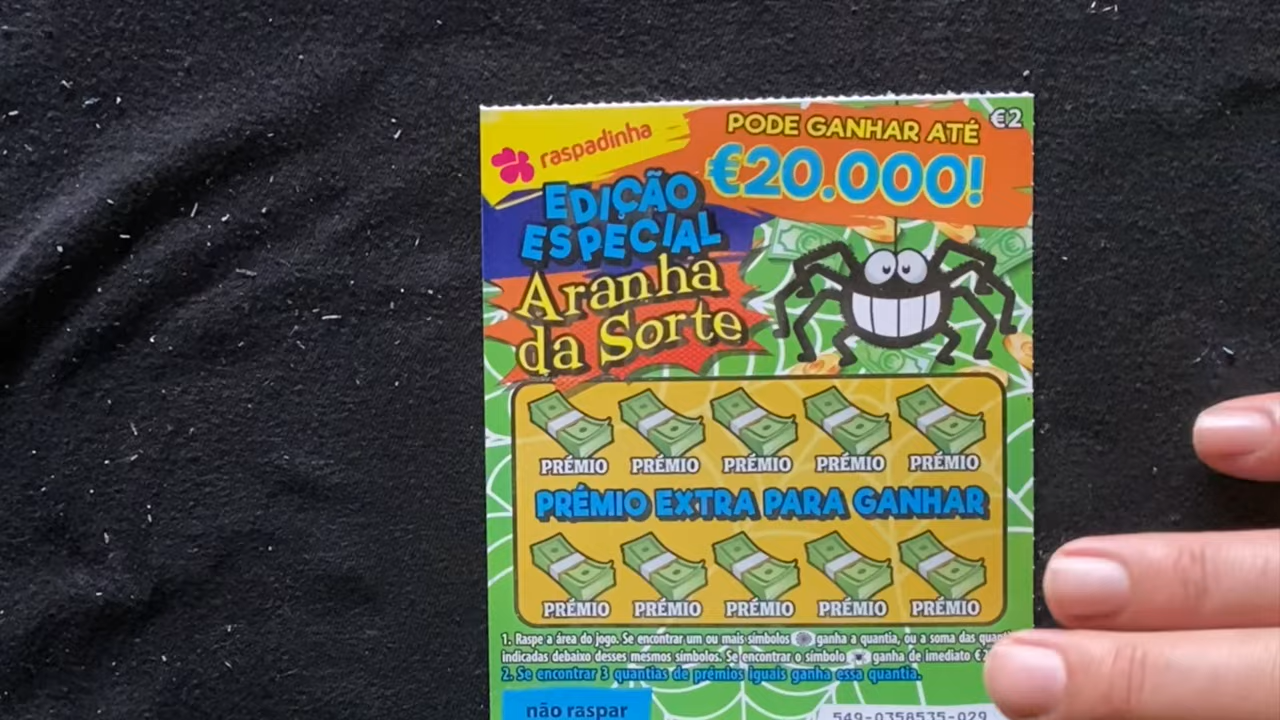 raspadinha
PODE GANHAR ATÉ
€2
€20.000!
EDIÇÃO
ESPECIAL
Aranha
da Sorte
PRÉMIO PRÉMIO PRÉMIO PRÉMIO PRÉMIO
PRÉMIO EXTRA PARA GANHAR
PRÉMIO PRÉMIO PRÉMIO PRÉMIO PRÉMIO
1. Raspe a área do jogo. Se encontrar um ou mais símbolos ganha a quantia, ou a soma das
indicadas debaixo desses mesmos símbolos. Se encontrar o símbolo ganha de imediato
2. Se encontrar 3 quantias de prémios iguais ganha essa quantia.
não raspar
549-0358535-029